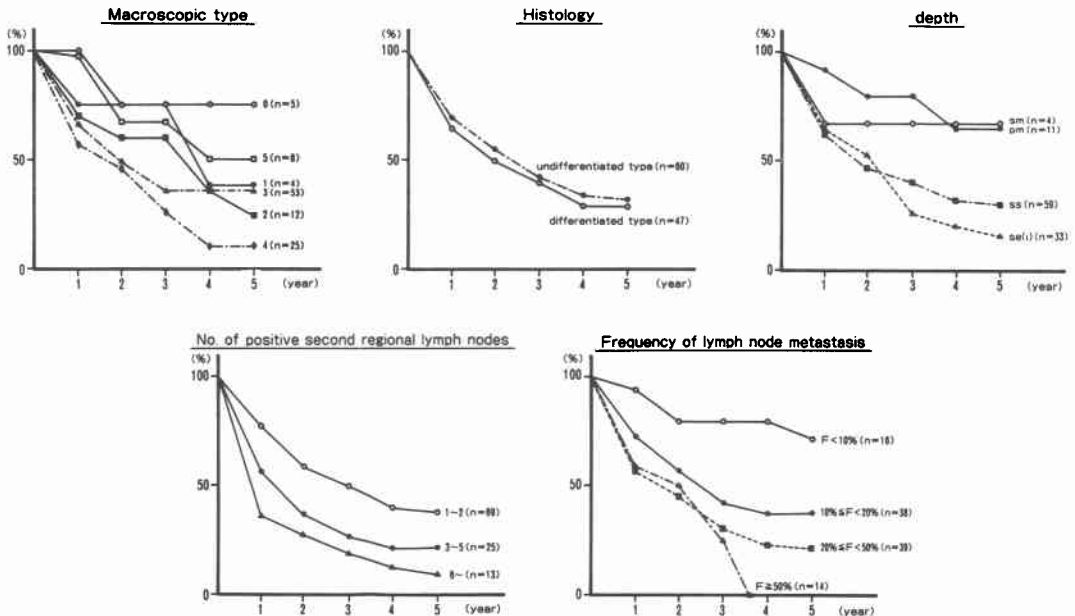 Macroscopic type
(%)
100
50
0
0 (n=5)
5 (n=8)
1 (n=4)
3 (n=53)
2 (n=12)
4 (n=25)
1 2 3 4 5 (year)
Histology
(%)
100
50
0
undifferentiated type (n=60)
differentiated type (n=47)
1 2 3 4 5 (year)
depth
(%)
100
50
0
sm (n=4)
pm (n=11)
ss (n=59)
se(i) (n=33)
1 2 3 4 5 (year)
No. of positive second regional lymph nodes
(%)
100
50
0
1~2 (n=69)
3~5 (n=25)
6~ (n=13)
1 2 3 4 5 (year)
Frequency of lymph node metastasis
(%)
100
50
0
F<10% (n=16)
10%≦F<20% (n=38)
20%≦F<50% (n=39)
F≧50% (n=14)
1 2 3 4 5 (year)